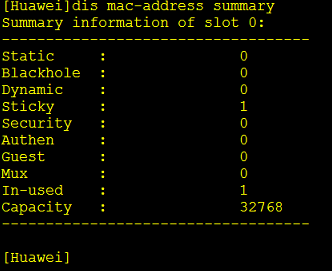 [Huawei]dis mac-address summary
Summary information of slot 0:
-----------------------------------
Static     :               0
Blackhole  :               0
Dynamic    :               0
Sticky     :               1
Security   :               0
Authen     :               0
Guest      :               0
Mux        :               0
In-used    :               1
Capacity   :               32768
-----------------------------------
[Huawei]